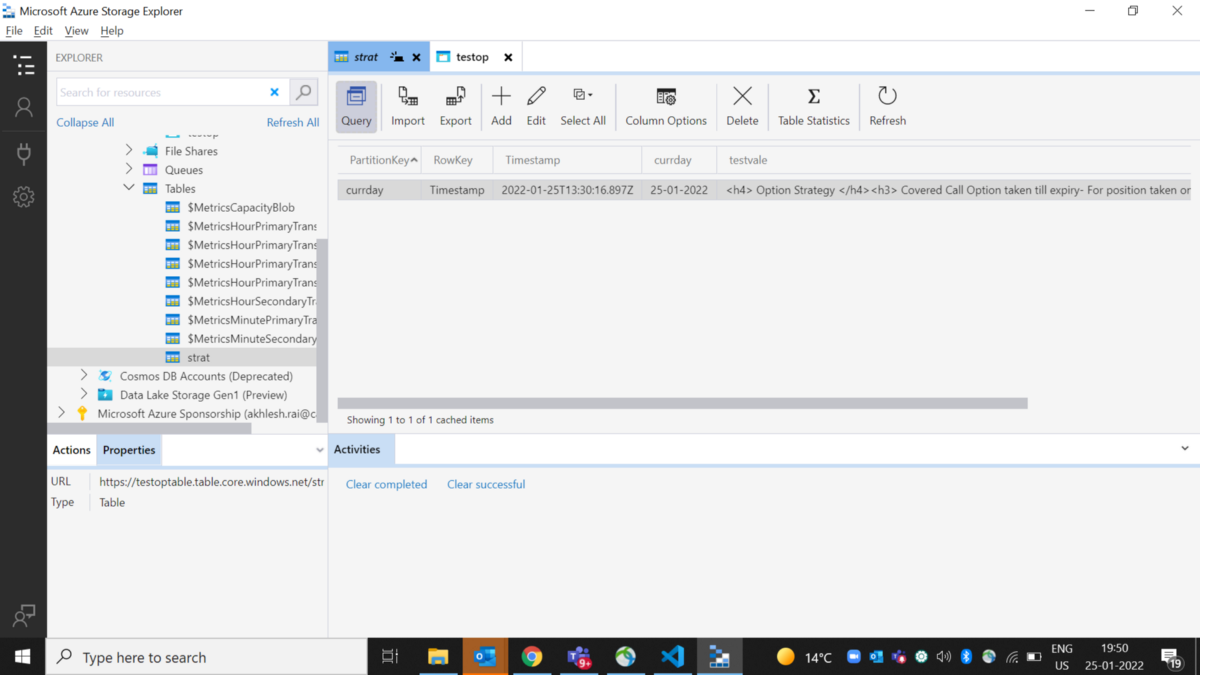 Microsoft Azure Storage Explorer
File Edit View Help
EXPLORER
Search for resources
Collapse All Refresh All
testop
File Shares
Queues
Tables
$MetricsCapacityBlob
$MetricsHourPrimaryTrans
$MetricsHourPrimaryTrans
$MetricsHourPrimaryTrans
$MetricsHourPrimaryTrans
$MetricsHourSecondaryTra
$MetricsMinutePrimaryTra
$MetricsMinuteSecondary
strat
Cosmos DB Accounts (Deprecated)
Data Lake Storage Gen1 (Preview)
Microsoft Azure Sponsorship (akhlesh.rai@c
Actions Properties
URL https://testoptable.table.core.windows.net/str
Type Table
strat testop
Query Import Export Add Edit Select All Column Options Delete Table Statistics Refresh
PartitionKey RowKey Timestamp currday testvale
currday Timestamp 2022-01-25T13:30:16.897Z 25-01-2022 <h4> Option Strategy </h4><h3> Covered Call Option taken till expiry- For position taken or
Showing 1 to 1 of 1 cached items
Activities
Clear completed Clear successful
Type here to search
9+
14°C
ENG
US
19:50
25-01-2022
19